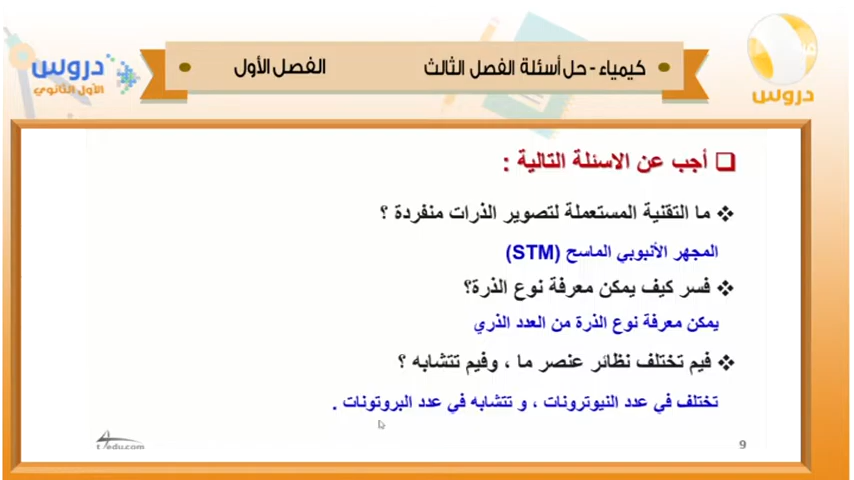 دروس
الأول الثانوي
كيمياء - حل أسئلة الفصل الثالث
الفصل الأول
دروس
أجب عن الاسئلة التالية :
ما التقنية المستعملة لتصوير الذرات منفردة ؟
المجهر الأنبوبي الماسح (STM)
فسر كيف يمكن معرفة نوع الذرة؟
يمكن معرفة نوع الذرة من العدد الذري
فيم تختلف نظائر عنصر ما ، وفيم تتشابه ؟
تختلف في عدد النيوترونات ، و تتشابه في عدد البروتونات .
t4edu.com
9